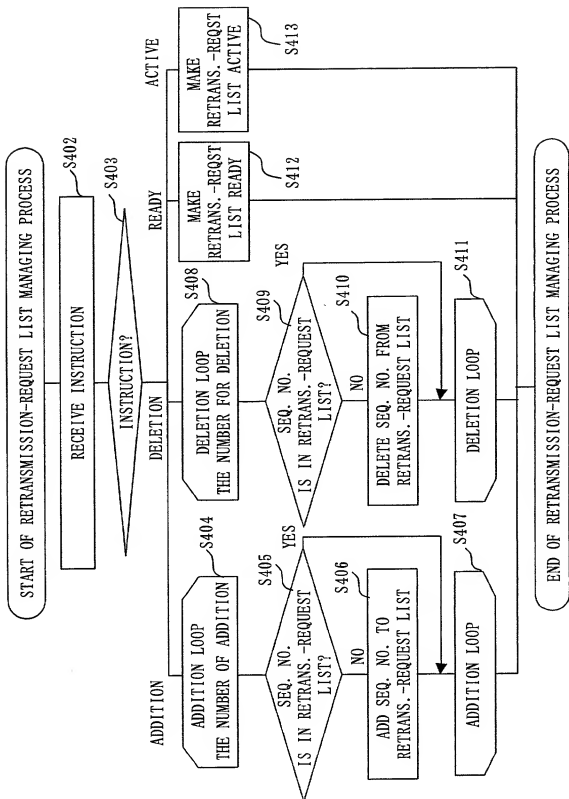 START OF RETRANSMISSION-REQUEST LIST MANAGING PROCESS
RECEIVE INSTRUCTION
S402
INSTRUCTION?
S403
ADDITION
DELETION
READY
ACTIVE
ADDITION LOOP
THE NUMBER OF ADDITION
S404
SEQ. NO.
IS IN RETRANS.-REQUEST
LIST?
S405
YES
NO
ADD SEQ. NO. TO
RETRANS.-REQUEST LIST
S406
ADDITION LOOP
S407
DELETION LOOP
THE NUMBER FOR DELETION
S408
SEQ. NO.
IS IN RETRANS.-REQUEST
LIST?
S409
YES
NO
DELETE SEQ. NO. FROM
RETRANS.-REQUEST LIST
S410
DELETION LOOP
S411
MAKE
RETRANS.-REQST
LIST READY
S412
MAKE
RETRANS.-REQST
LIST ACTIVE
S413
END OF RETRANSMISSION-REQUEST LIST MANAGING PROCESS